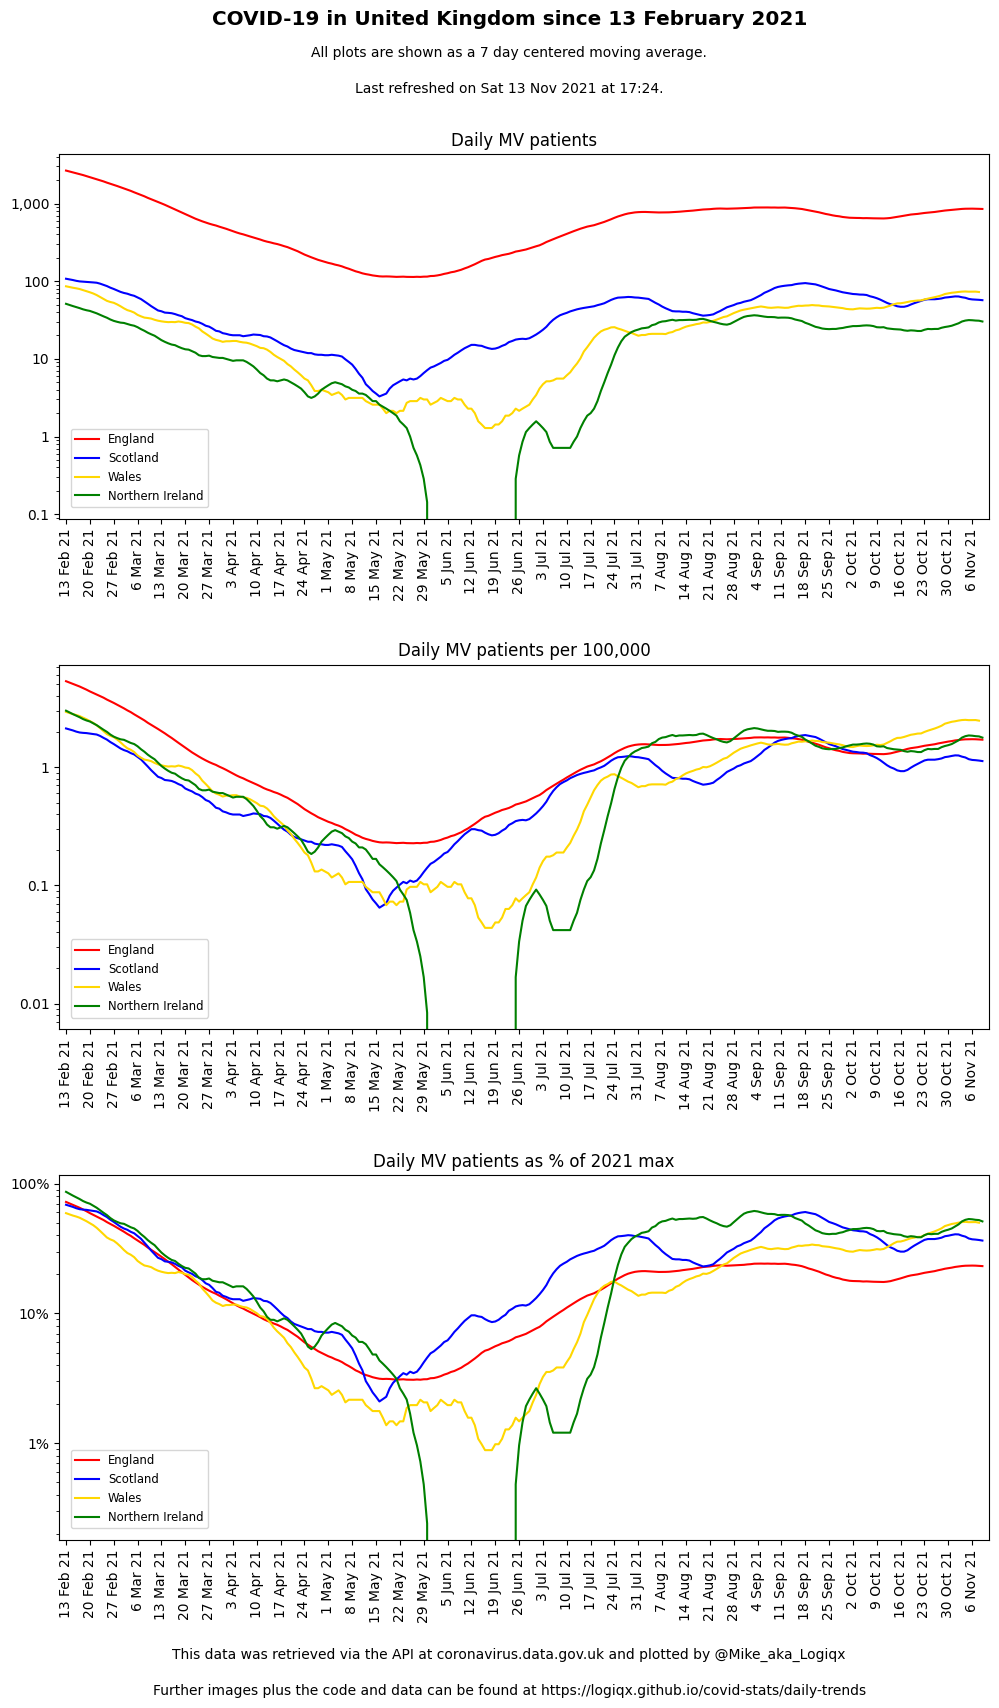 COVID-19 in United Kingdom since 13 February 2021
All plots are shown as a 7 day centered moving average.
Last refreshed on Sat 13 Nov 2021 at 17:24.
Daily MV patients
1,000
100
10
1
0.1
England
Scotland
Wales
Northern Ireland
13 Feb 21
20 Feb 21
27 Feb 21
6 Mar 21
13 Mar 21
20 Mar 21
27 Mar 21
3 Apr 21
10 Apr 21
17 Apr 21
24 Apr 21
1 May 21
8 May 21
15 May 21
22 May 21
29 May 21
5 Jun 21
12 Jun 21
19 Jun 21
26 Jun 21
3 Jul 21
10 Jul 21
17 Jul 21
24 Jul 21
31 Jul 21
7 Aug 21
14 Aug 21
21 Aug 21
28 Aug 21
4 Sep 21
11 Sep 21
18 Sep 21
25 Sep 21
2 Oct 21
9 Oct 21
16 Oct 21
23 Oct 21
30 Oct 21
6 Nov 21
Daily MV patients per 100,000
1
0.1
0.01
England
Scotland
Wales
Northern Ireland
13 Feb 21
20 Feb 21
27 Feb 21
6 Mar 21
13 Mar 21
20 Mar 21
27 Mar 21
3 Apr 21
10 Apr 21
17 Apr 21
24 Apr 21
1 May 21
8 May 21
15 May 21
22 May 21
29 May 21
5 Jun 21
12 Jun 21
19 Jun 21
26 Jun 21
3 Jul 21
10 Jul 21
17 Jul 21
24 Jul 21
31 Jul 21
7 Aug 21
14 Aug 21
21 Aug 21
28 Aug 21
4 Sep 21
11 Sep 21
18 Sep 21
25 Sep 21
2 Oct 21
9 Oct 21
16 Oct 21
23 Oct 21
30 Oct 21
6 Nov 21
Daily MV patients as % of 2021 max
100%
10%
1%
England
Scotland
Wales
Northern Ireland
13 Feb 21
20 Feb 21
27 Feb 21
6 Mar 21
13 Mar 21
20 Mar 21
27 Mar 21
3 Apr 21
10 Apr 21
17 Apr 21
24 Apr 21
1 May 21
8 May 21
15 May 21
22 May 21
29 May 21
5 Jun 21
12 Jun 21
19 Jun 21
26 Jun 21
3 Jul 21
10 Jul 21
17 Jul 21
24 Jul 21
31 Jul 21
7 Aug 21
14 Aug 21
21 Aug 21
28 Aug 21
4 Sep 21
11 Sep 21
18 Sep 21
25 Sep 21
2 Oct 21
9 Oct 21
16 Oct 21
23 Oct 21
30 Oct 21
6 Nov 21
This data was retrieved via the API at coronavirus.data.gov.uk and plotted by @Mike_aka_Logiqx
Further images plus the code and data can be found at https://logiqx.github.io/covid-stats/daily-trends